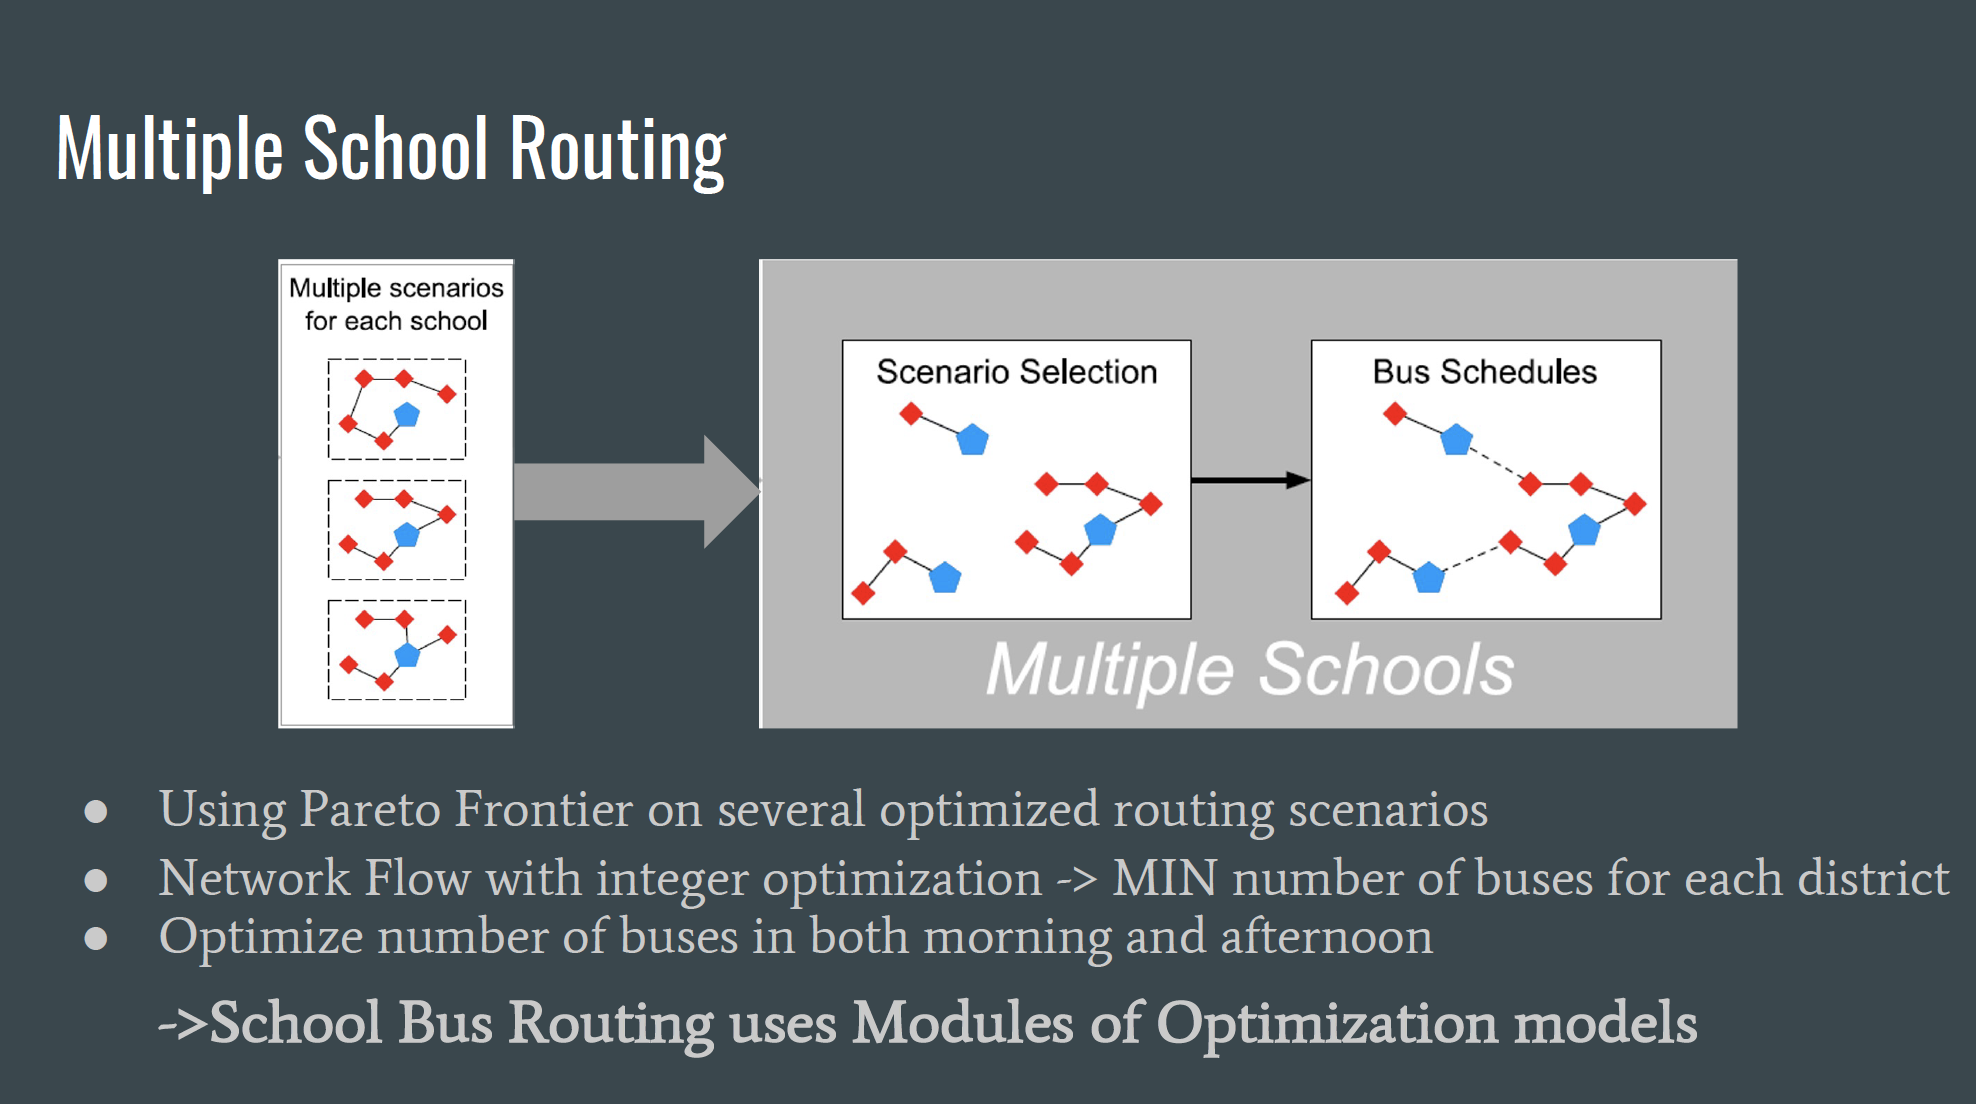 Multiple School Routing
Multiple scenarios
for each school
Scenario Selection
Bus Schedules
Multiple Schools
● Using Pareto Frontier on several optimized routing scenarios
● Network Flow with integer optimization -> MIN number of buses for each district
● Optimize number of buses in both morning and afternoon
->School Bus Routing uses Modules of Optimization models